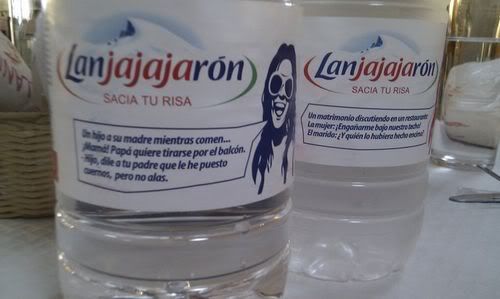 Lanjajajarón
SACIA TU RISA
Un hijo a su madre mientras comen...
-¡Mamá! Papá quiere tirarse por el balcón.
-Hijo, dile a tu padre que le he puesto
cuernos, pero no alas.
Lanjajajarón
SACIA TU RISA
Un matrimonio discutiendo en un restaurante
La mujer: ¡Engañarme bajo nuestro techo!
El marido: ¿Y quién lo hubiera hecho encima?